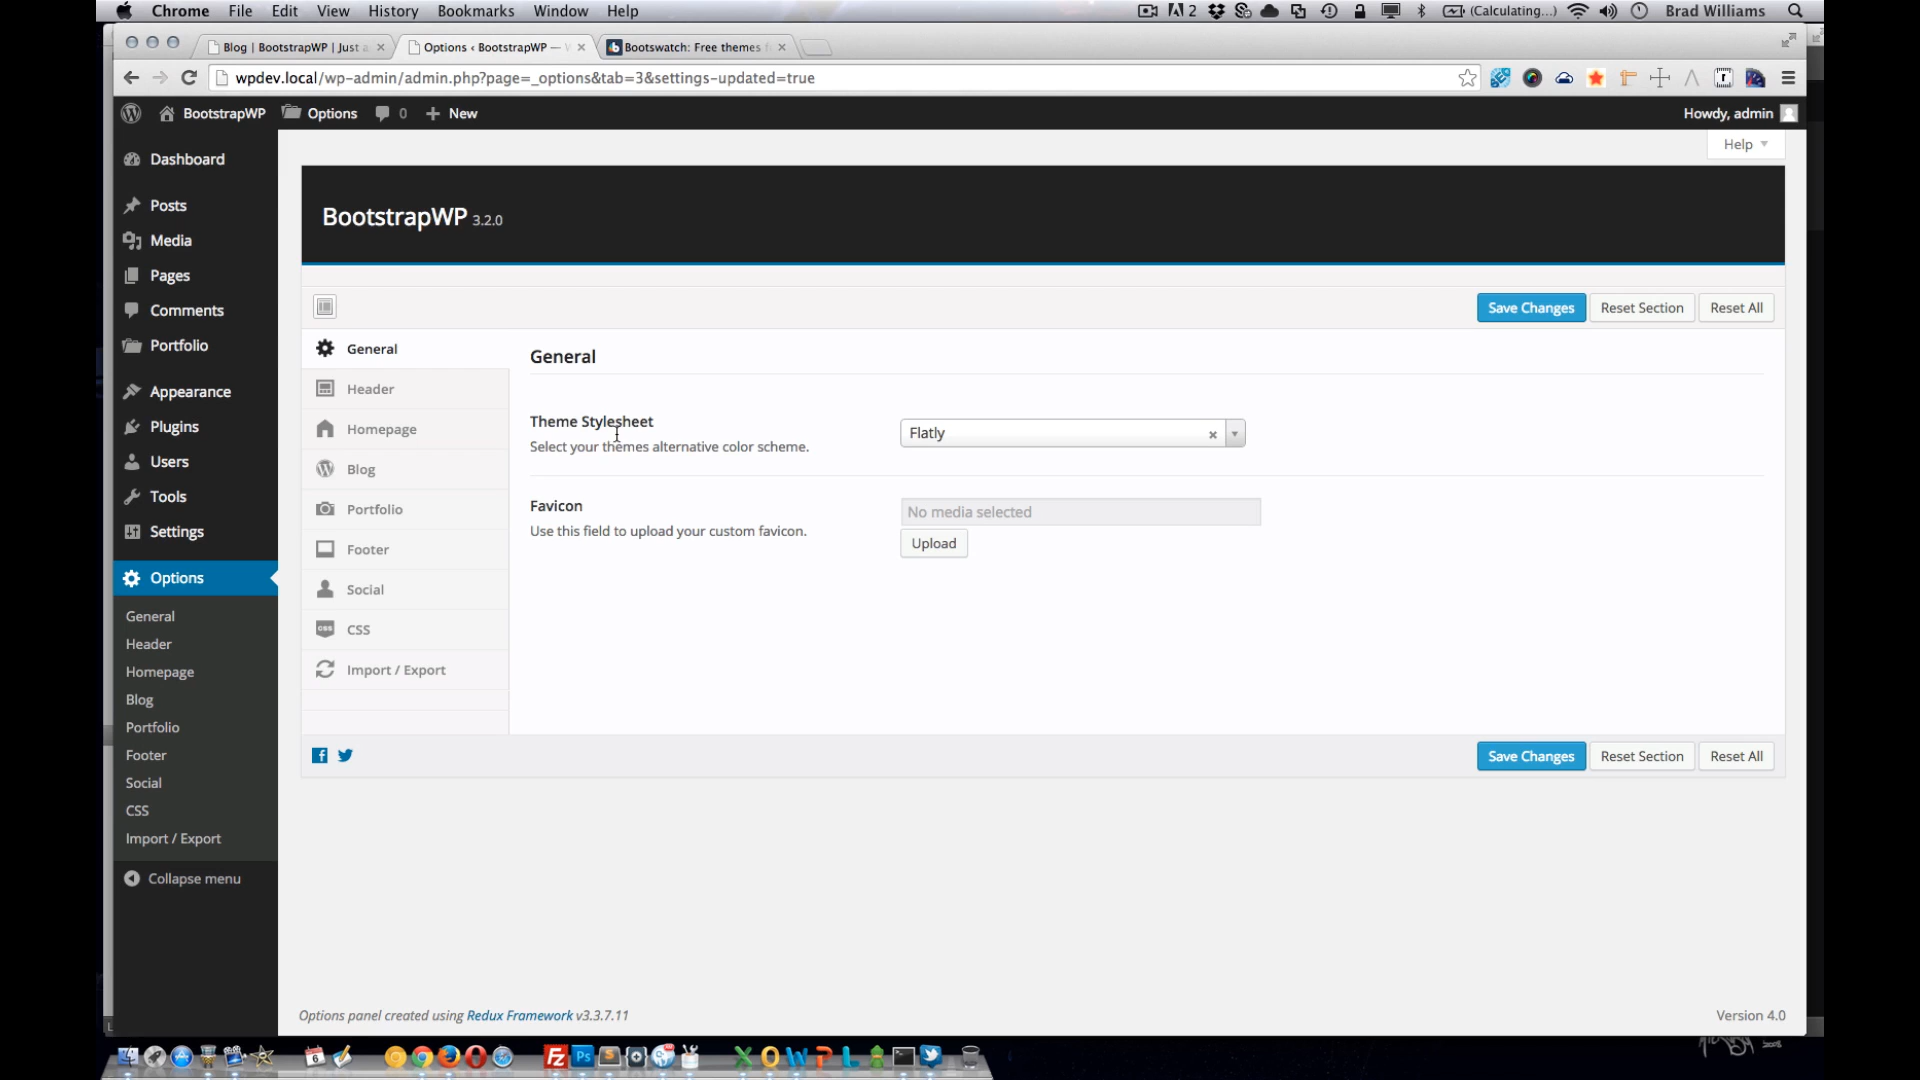 Chrome File Edit View History Bookmarks Window Help 2 (Calculating...) Brad Williams
Blog | BootstrapWP | Just a Options ‹ BootstrapWP — Bootswatch: Free themes f
wpdev.local/wp-admin/admin.php?page=_options&tab=3&settings-updated=true
BootstrapWP Options 0 + New Howdy, admin
Help
Dashboard
Posts
Media
Pages
Comments
Portfolio
Appearance
Plugins
Users
Tools
Settings
Options
General
Header
Homepage
Blog
Portfolio
Footer
Social
CSS
Import / Export
Collapse menu
BootstrapWP 3.2.0
Save Changes Reset Section Reset All
General
Header
Homepage
Blog
Portfolio
Footer
Social
CSS
Import / Export
General
Theme Stylesheet
Select your themes alternative color scheme.
Flatly
Favicon
Use this field to upload your custom favicon.
No media selected
Upload
Save Changes Reset Section Reset All
Options panel created using Redux Framework v3.3.7.11
Version 4.0